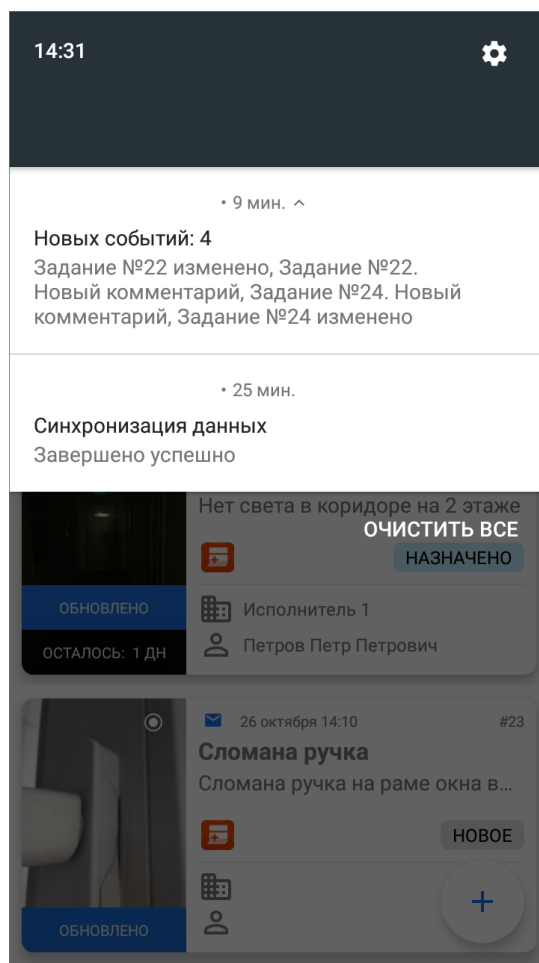 14:31
• 9 мин.
Новых событий: 4
Задание №22 изменено, Задание №22.
Новый комментарий, Задание №24. Новый
комментарий, Задание №24 изменено
• 25 мин.
Синхронизация данных
Завершено успешно
Нет света в коридоре на 2 этаже
ОЧИСТИТЬ ВСЕ
НАЗНАЧЕНО
ОБНОВЛЕНО
Исполнитель 1
ОСТАЛОСЬ: 1 ДН
Петров Петр Петрович
26 октября 14:10
#23
Сломана ручка
Сломана ручка на раме окна в...
НОВОЕ
ОБНОВЛЕНО